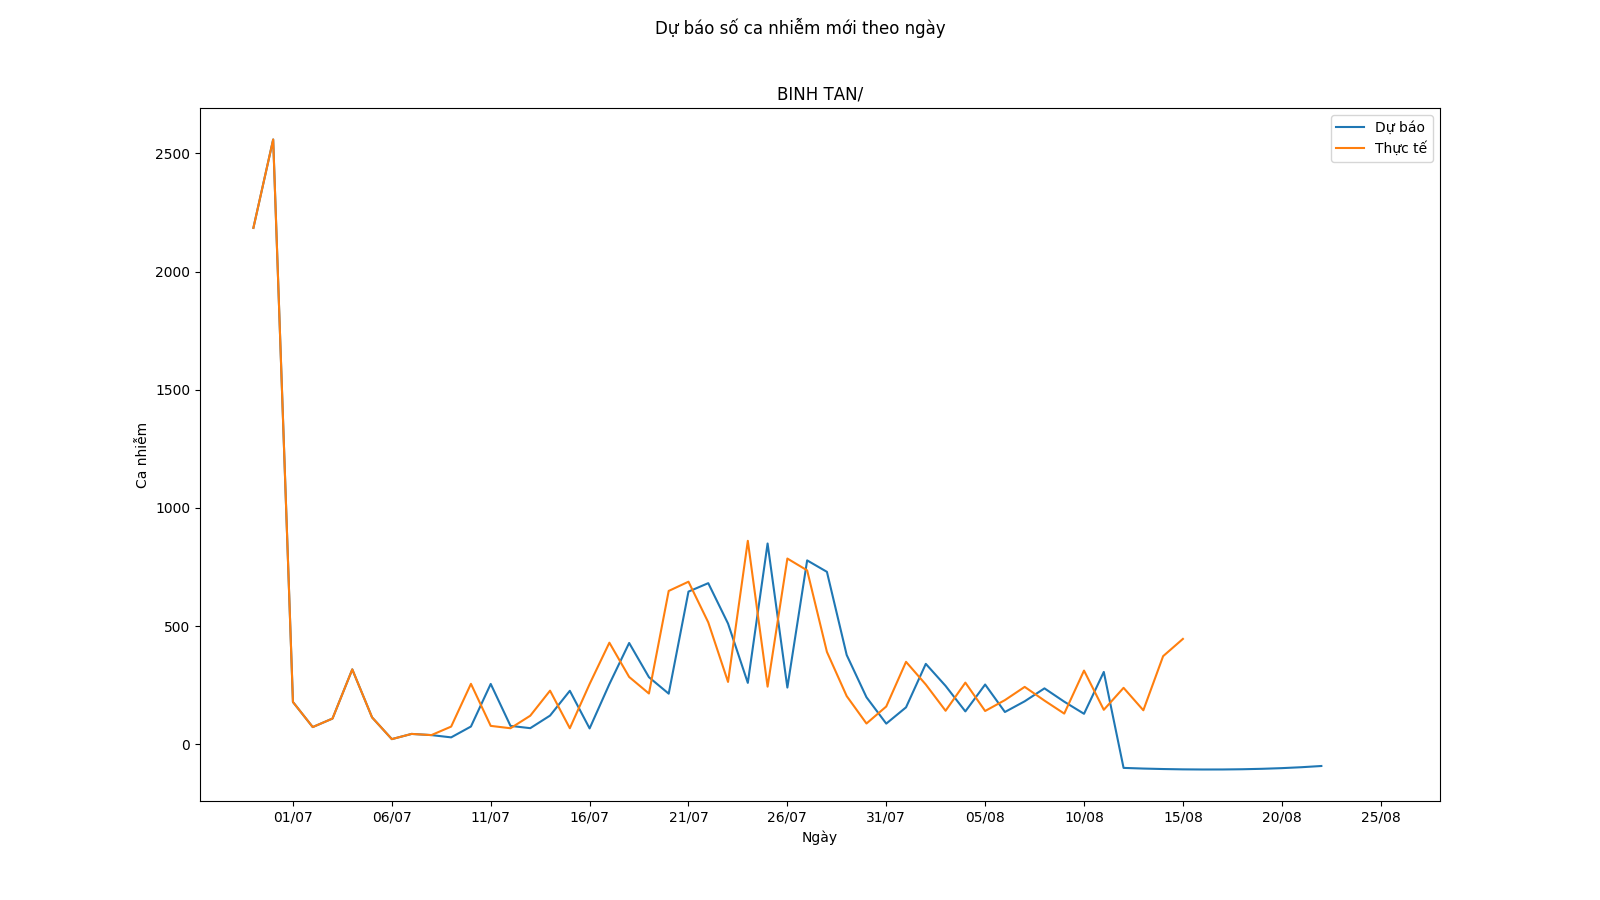 Dự báo số ca nhiễm mới theo ngày
BINH TAN/
Dự báo
Thực tế
2500
2000
1500
1000
500
0
Ca nhiễm
01/07 06/07 11/07 16/07 21/07 26/07 31/07 05/08 10/08 15/08 20/08 25/08
Ngày